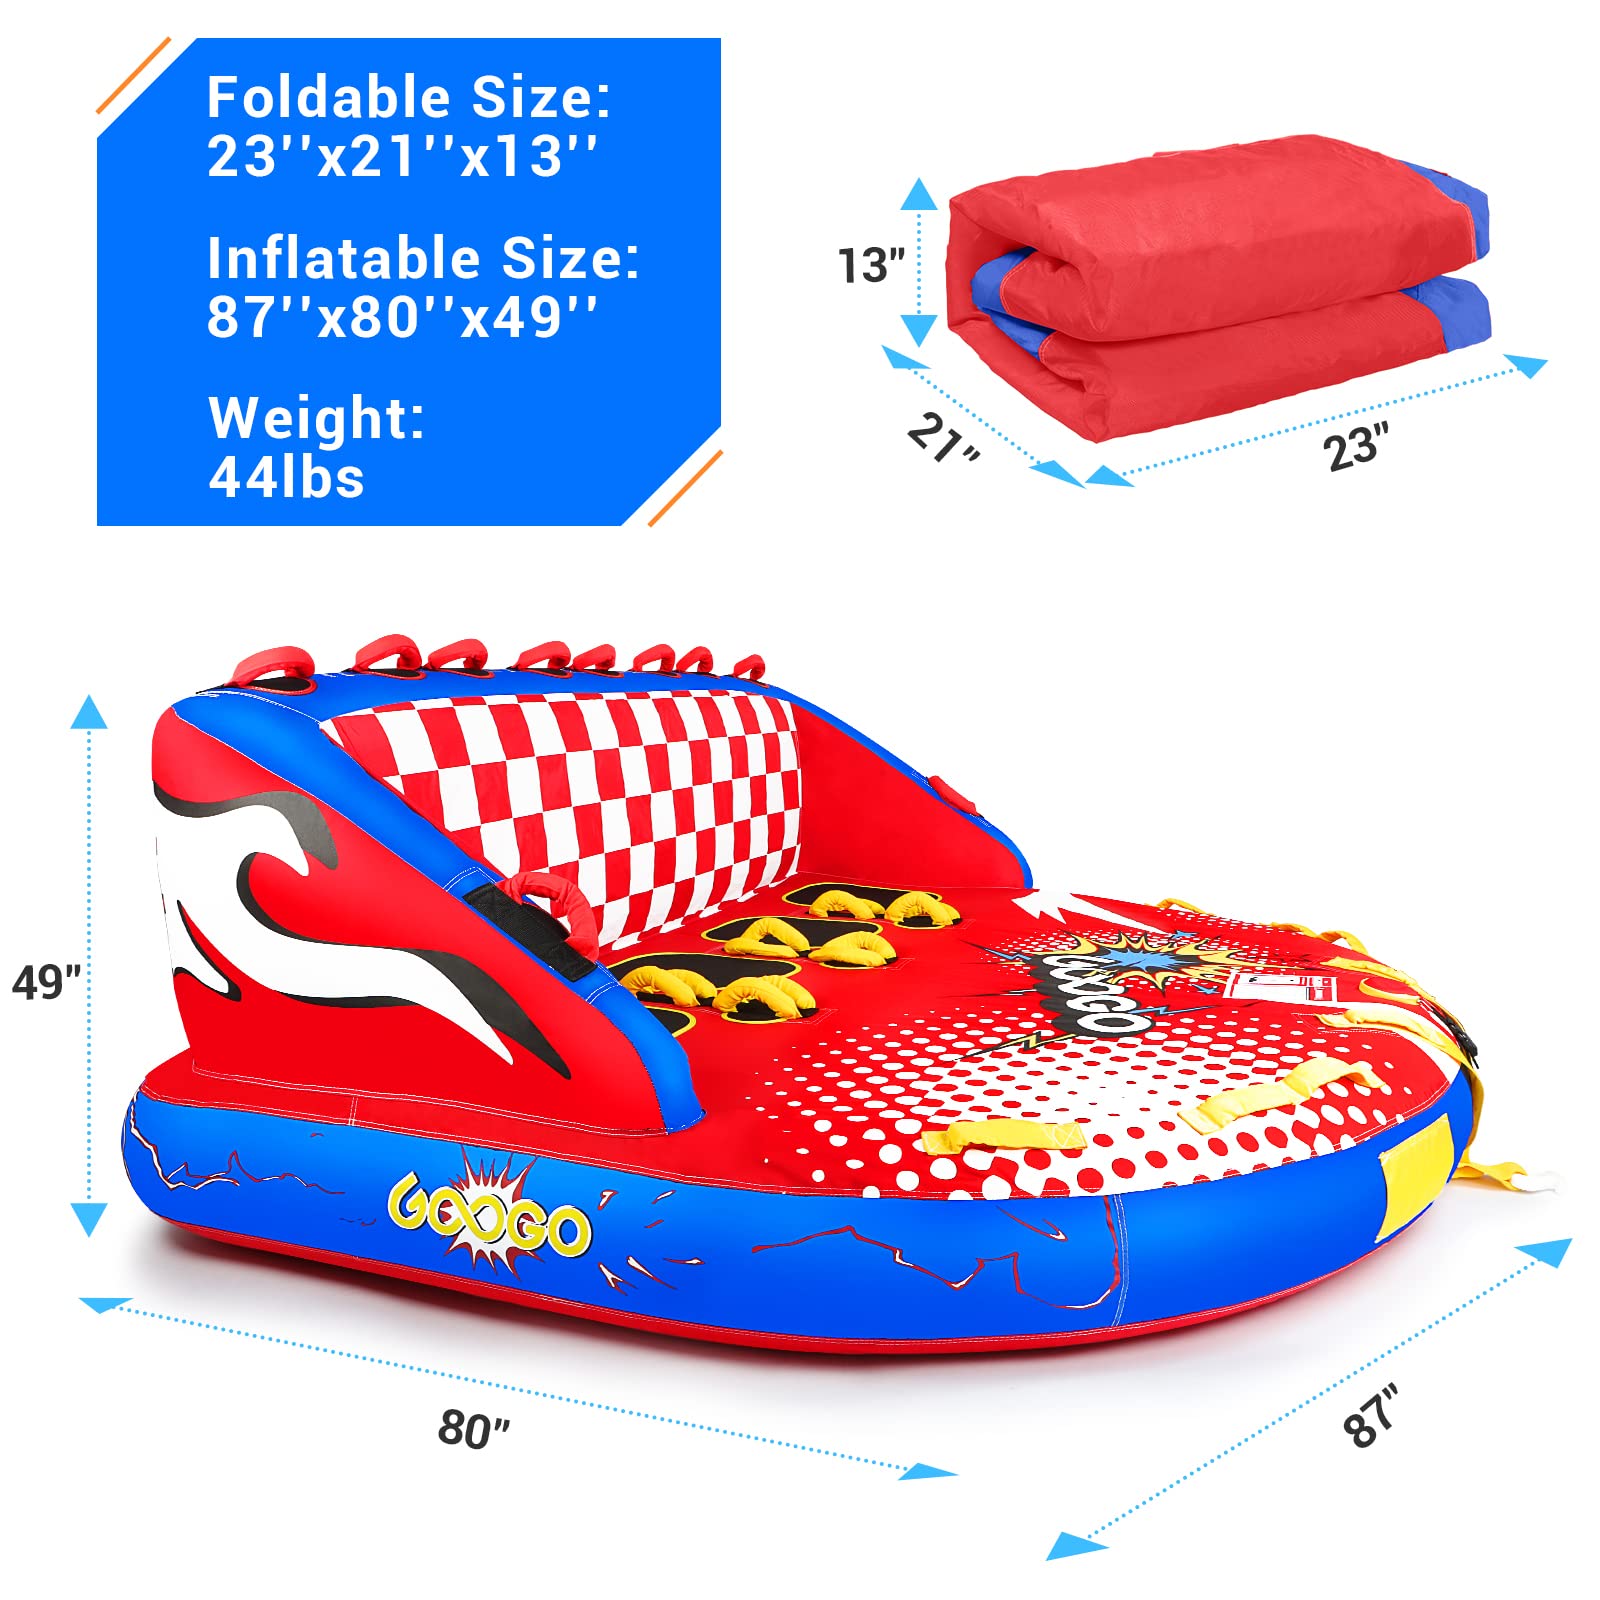 Foldable Size:
23''x21''x13''
Inflatable Size:
87''x80''x49''
Weight:
44lbs
13"
21"
23"
49"
GOOGO
GOOGO
80"
87"